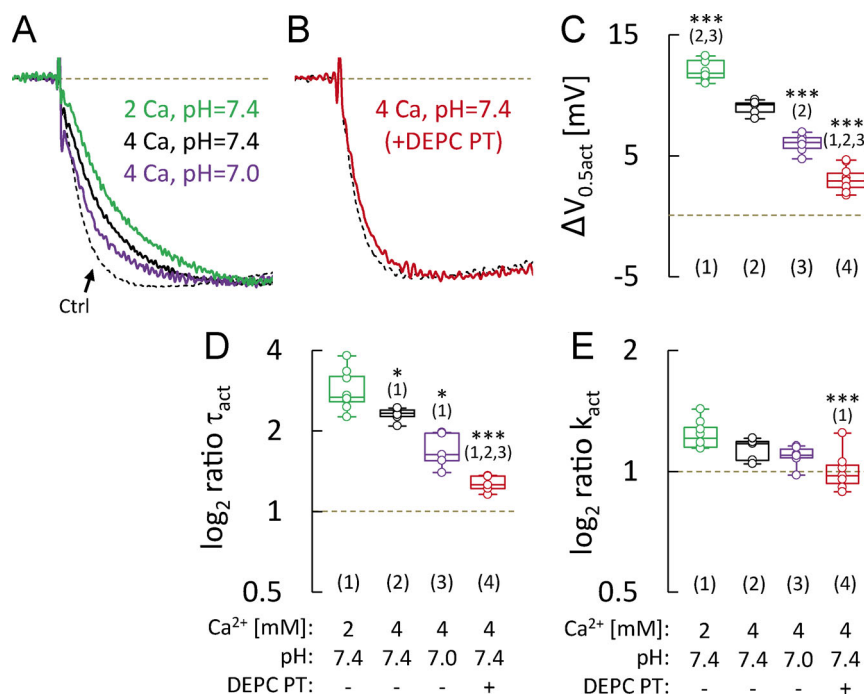 A
2 Ca, pH=7.4
4 Ca, pH=7.4
4 Ca, pH=7.0
Ctrl
B
4 Ca, pH=7.4
(+DEPC PT)
C
ΔV0.5act [mV]
15
5
-5
***
(2,3)
***
(2)
***
(1,2,3)
(1) (2) (3) (4)
D
log2 ratio τact
4
2
1
0.5
*
(1)
*
(1)
***
(1,2,3)
(1) (2) (3) (4)
Ca2+ [mM]: 2 4 4 4
pH: 7.4 7.4 7.0 7.4
DEPC PT: - - - +
E
log2 ratio kact
2
1
0.5
***
(1)
(1) (2) (3) (4)
2 4 4 4
7.4 7.4 7.0 7.4
- - - +